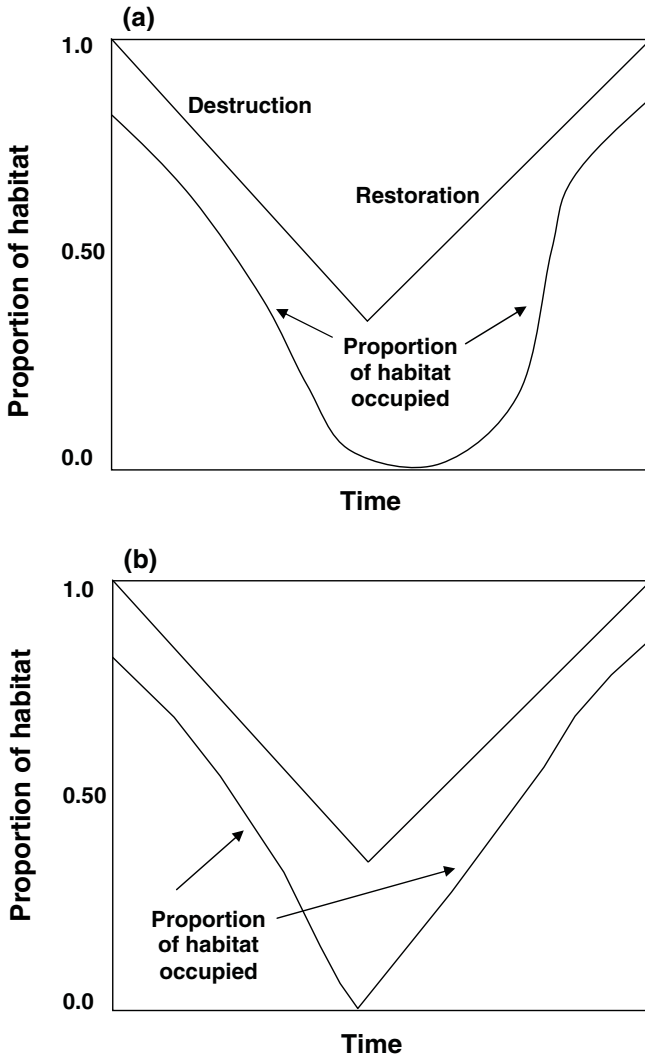 (a)
1.0
Destruction
Restoration
0.50
Proportion
of habitat
occupied
0.0
Proportion of habitat
Time
(b)
1.0
0.50
Proportion
of habitat
occupied
0.0
Proportion of habitat
Time